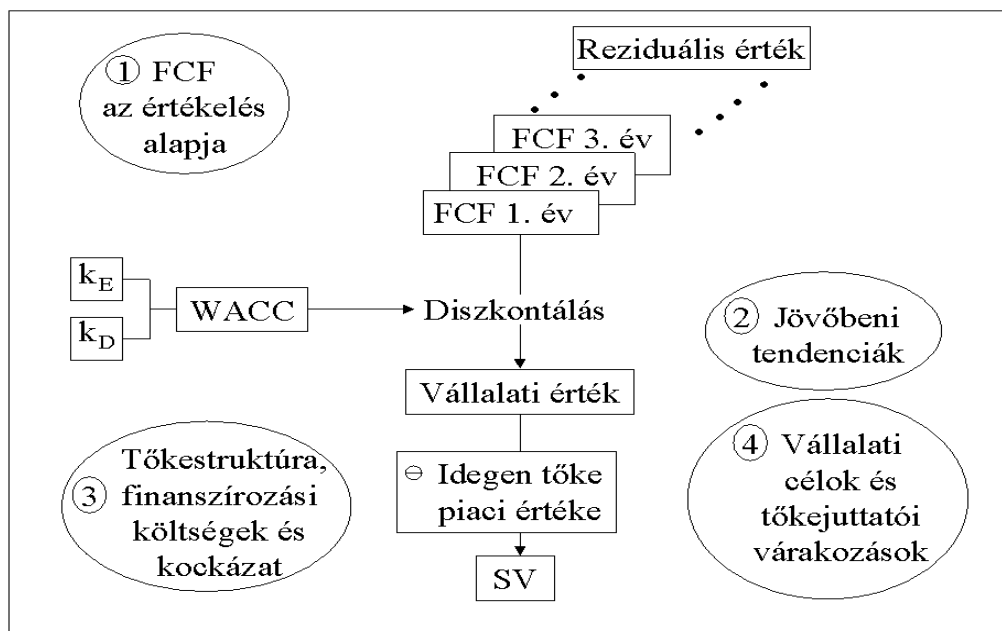 Reziduális érték
① FCF
az értékelés
alapja
FCF 3. év
FCF 2. év
FCF 1. év
k_E
WACC
k_D
Diszkontálás
② Jövőbeni
tendenciák
Vállalati érték
③ Tőkestruktúra,
finanszírozási
költségek és
kockázat
⊖ Idegen tőke
piaci értéke
④ Vállalati
célok és
tőkejuttatói
várakozások
SV